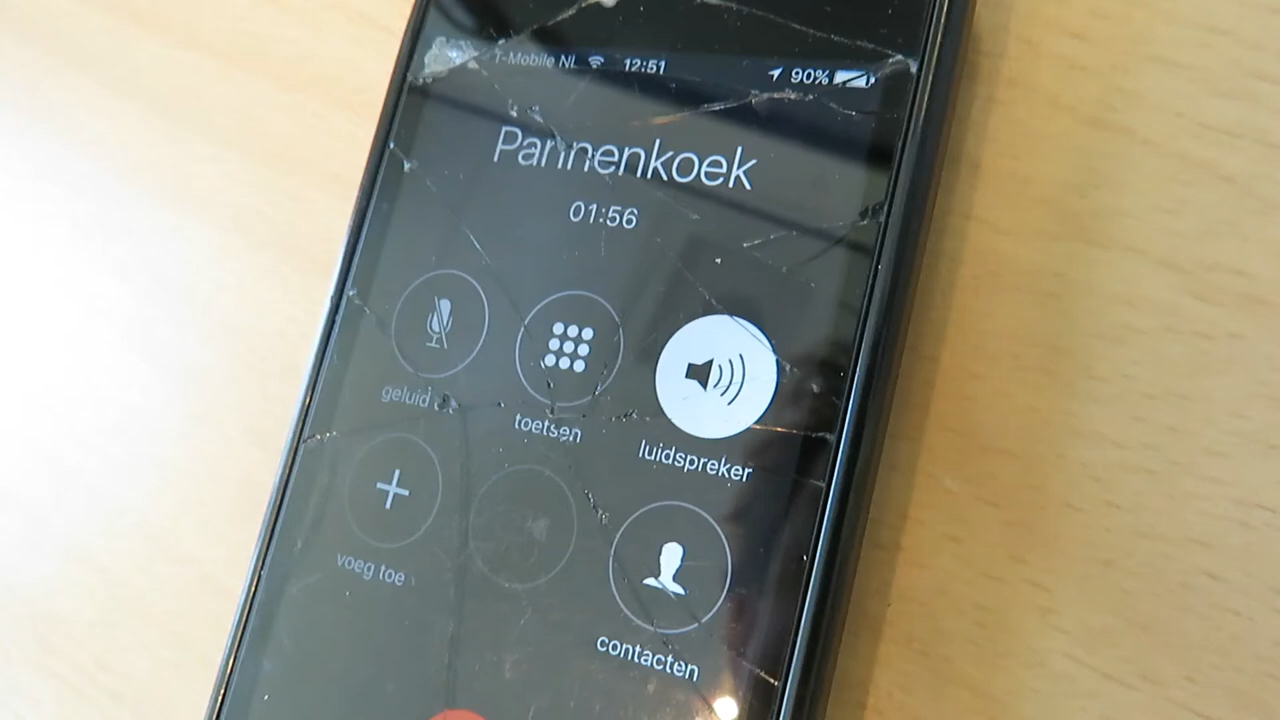 T-Mobile NL 12:51 90%
Pannenkoek
01:56
geluid
toetsen
luidspreker
voeg toe
contacten